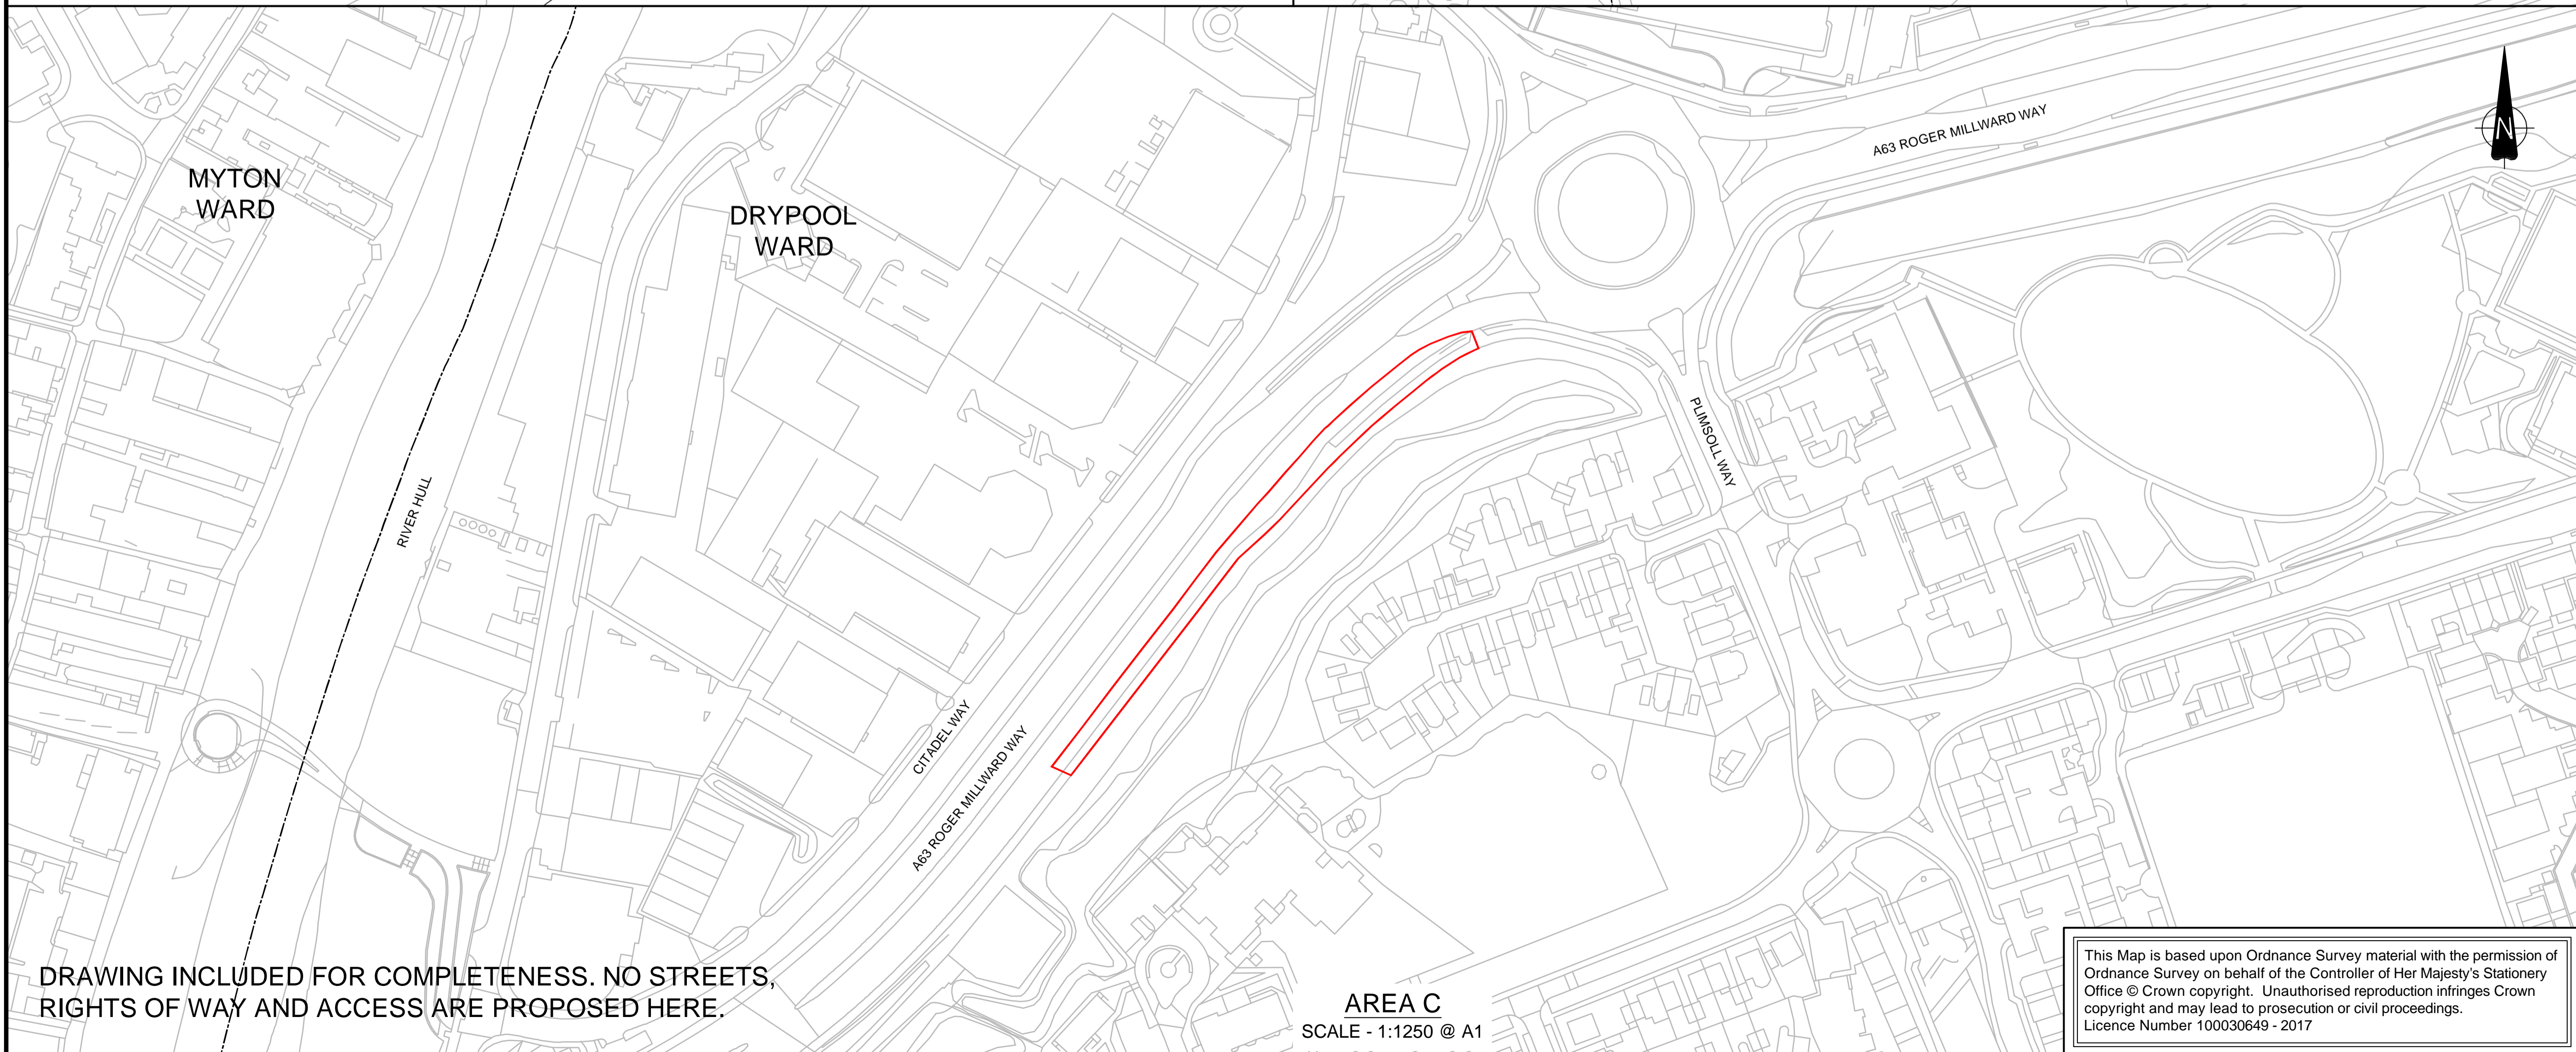 A63 ROGER MILLWARD WAY
N
MYTON
WARD
DRYPOOL
WARD
PLIMSOLL WAY
RIVER HULL
CITADEL WAY
A63 ROGER MILLWARD WAY
DRAWING INCLUDED FOR COMPLETENESS. NO STREETS,
RIGHTS OF WAY AND ACCESS ARE PROPOSED HERE.
AREA C
SCALE - 1:1250 @ A1
This Map is based upon Ordnance Survey material with the permission of
Ordnance Survey on behalf of the Controller of Her Majesty's Stationery
Office © Crown copyright. Unauthorised reproduction infringes Crown
copyright and may lead to prosecution or civil proceedings.
Licence Number 100030649 - 2017